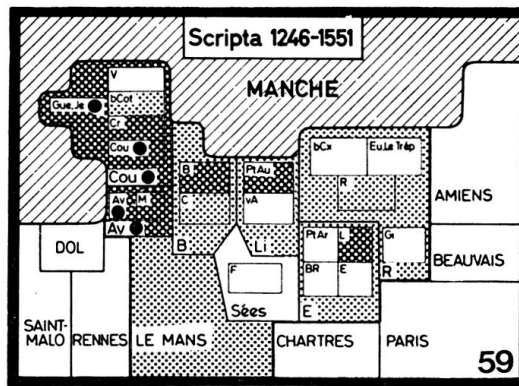 Scripta 1246-1551
MANCHE
V
bCot
Gue, Je
Cr
Cou
Cou
Av
M
Av
B
C
B
PtAu
vA
Li
bCx
Eu, Le Trép
R
PtAr
L
BR
E
E
Gi
R
F
Sées
AMIENS
BEAUVAIS
DOL
SAINT-
MALO
RENNES
LE MANS
CHARTRES
PARIS
59